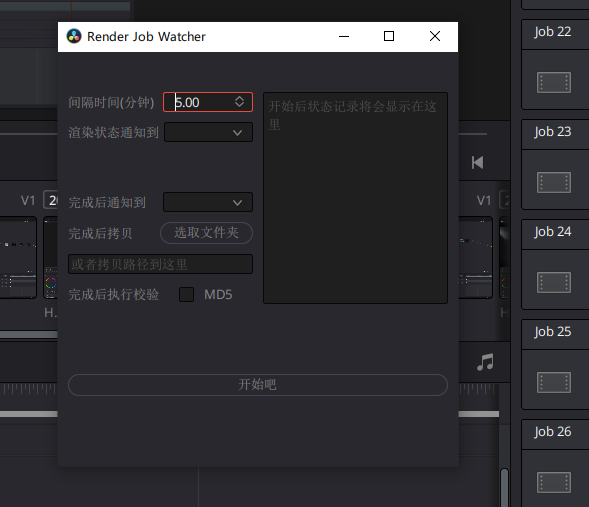 Render Job Watcher
间隔时间(分钟) 5.00
渲染状态通知到
完成后通知到
完成后拷贝 选取文件夹
或者拷贝路径到这里
完成后执行校验 MD5
开始后状态记录将会显示在这
里
开始吧
V1
H.
V1
Job 22
Job 23
Job 24
Job 25
Job 26